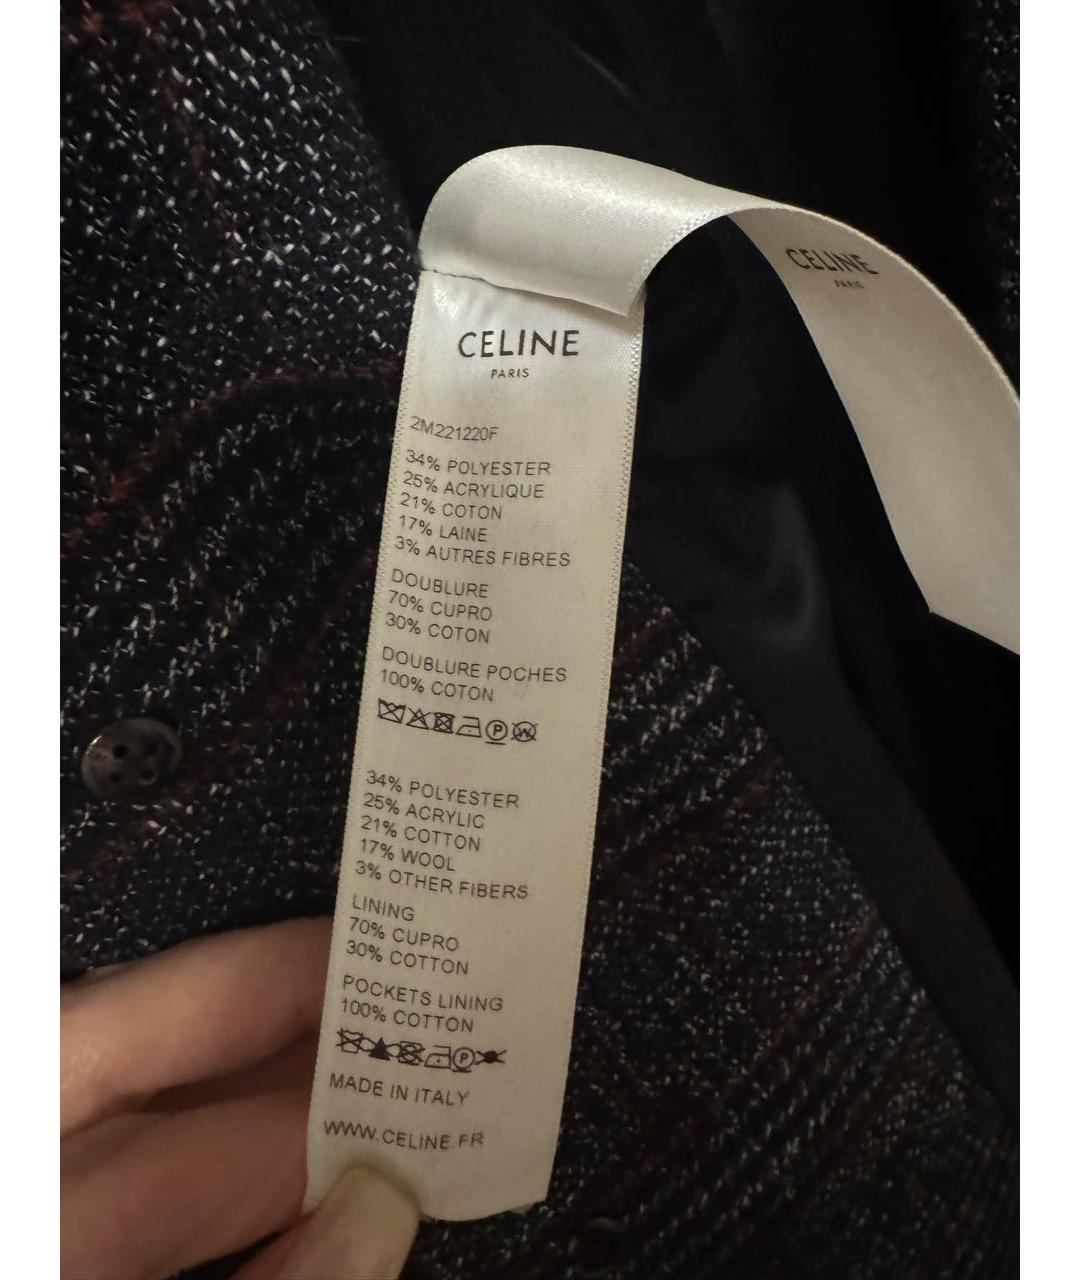 CELINE
PARIS
CELINE
PARIS
2M221220F
34% POLYESTER
25% ACRYLIQUE
21% COTON
17% LAINE
3% AUTRES FIBRES
DOUBLURE
70% CUPRO
30% COTON
DOUBLURE POCHES
100% COTON
P W
34% POLYESTER
25% ACRYLIC
21% COTTON
17% WOOL
3% OTHER FIBERS
LINING
70% CUPRO
30% COTTON
POCKETS LINING
100% COTTON
P
MADE IN ITALY
WWW.CELINE.FR